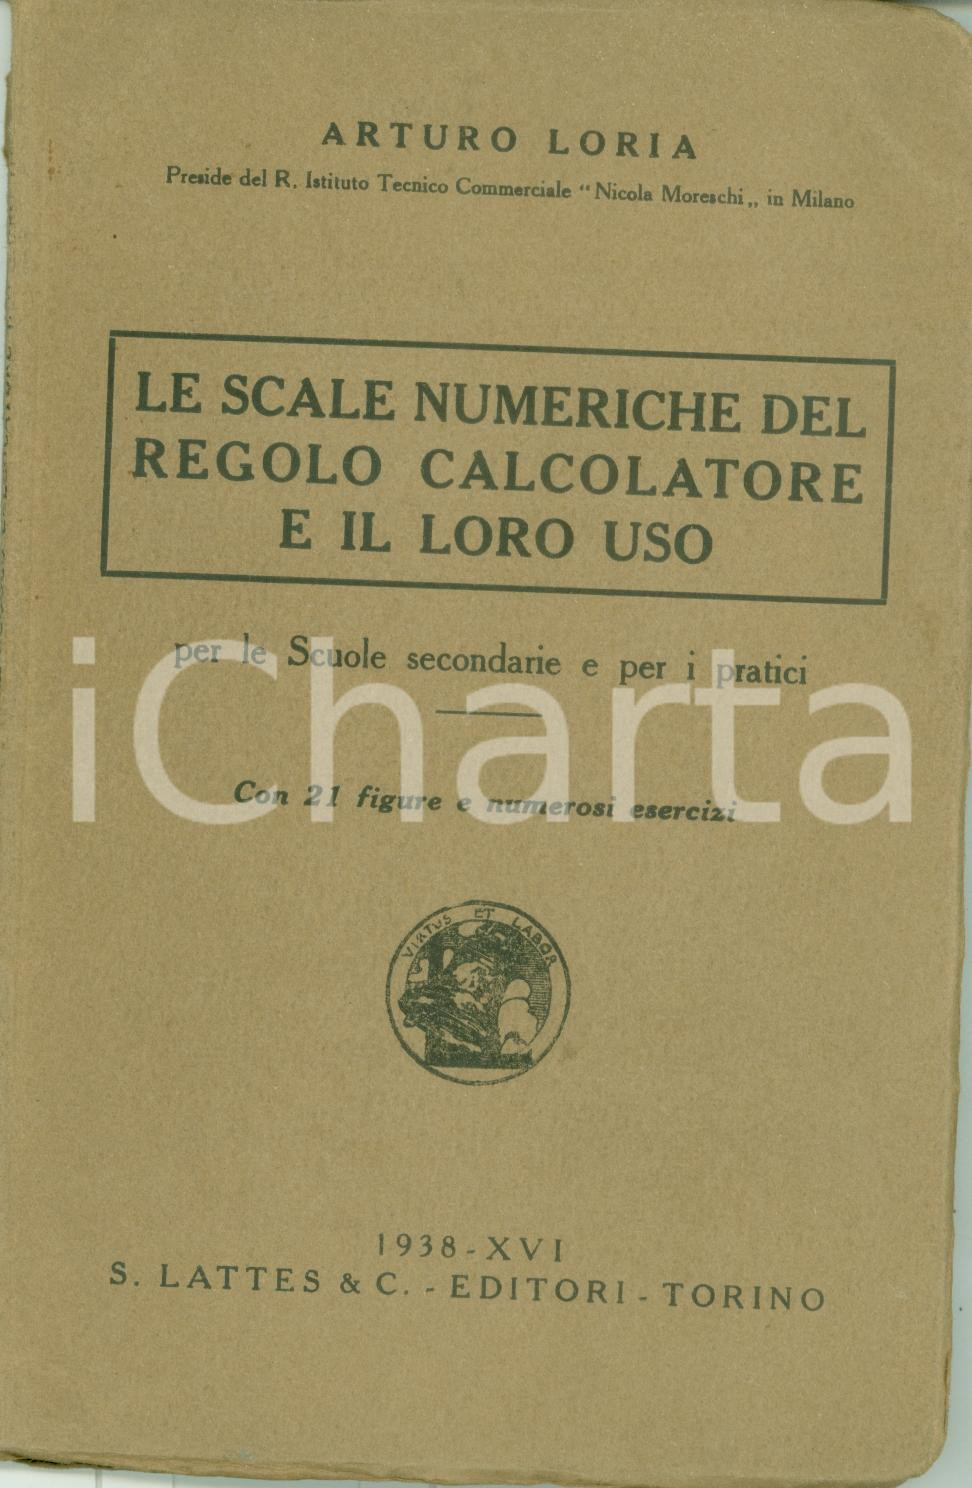 ARTURO LORIA
Preside del R. Istituto Tecnico Commerciale “Nicola Moreschi„ in Milano
LE SCALE NUMERICHE DEL
REGOLO CALCOLATORE
E IL LORO USO
per le Scuole secondarie e per i pratici
iCharta
Con 21 figure e numerosi esercizi
VIRTUS ET LABOR
1938-XVI
S. LATTES & C. - EDITORI - TORINO